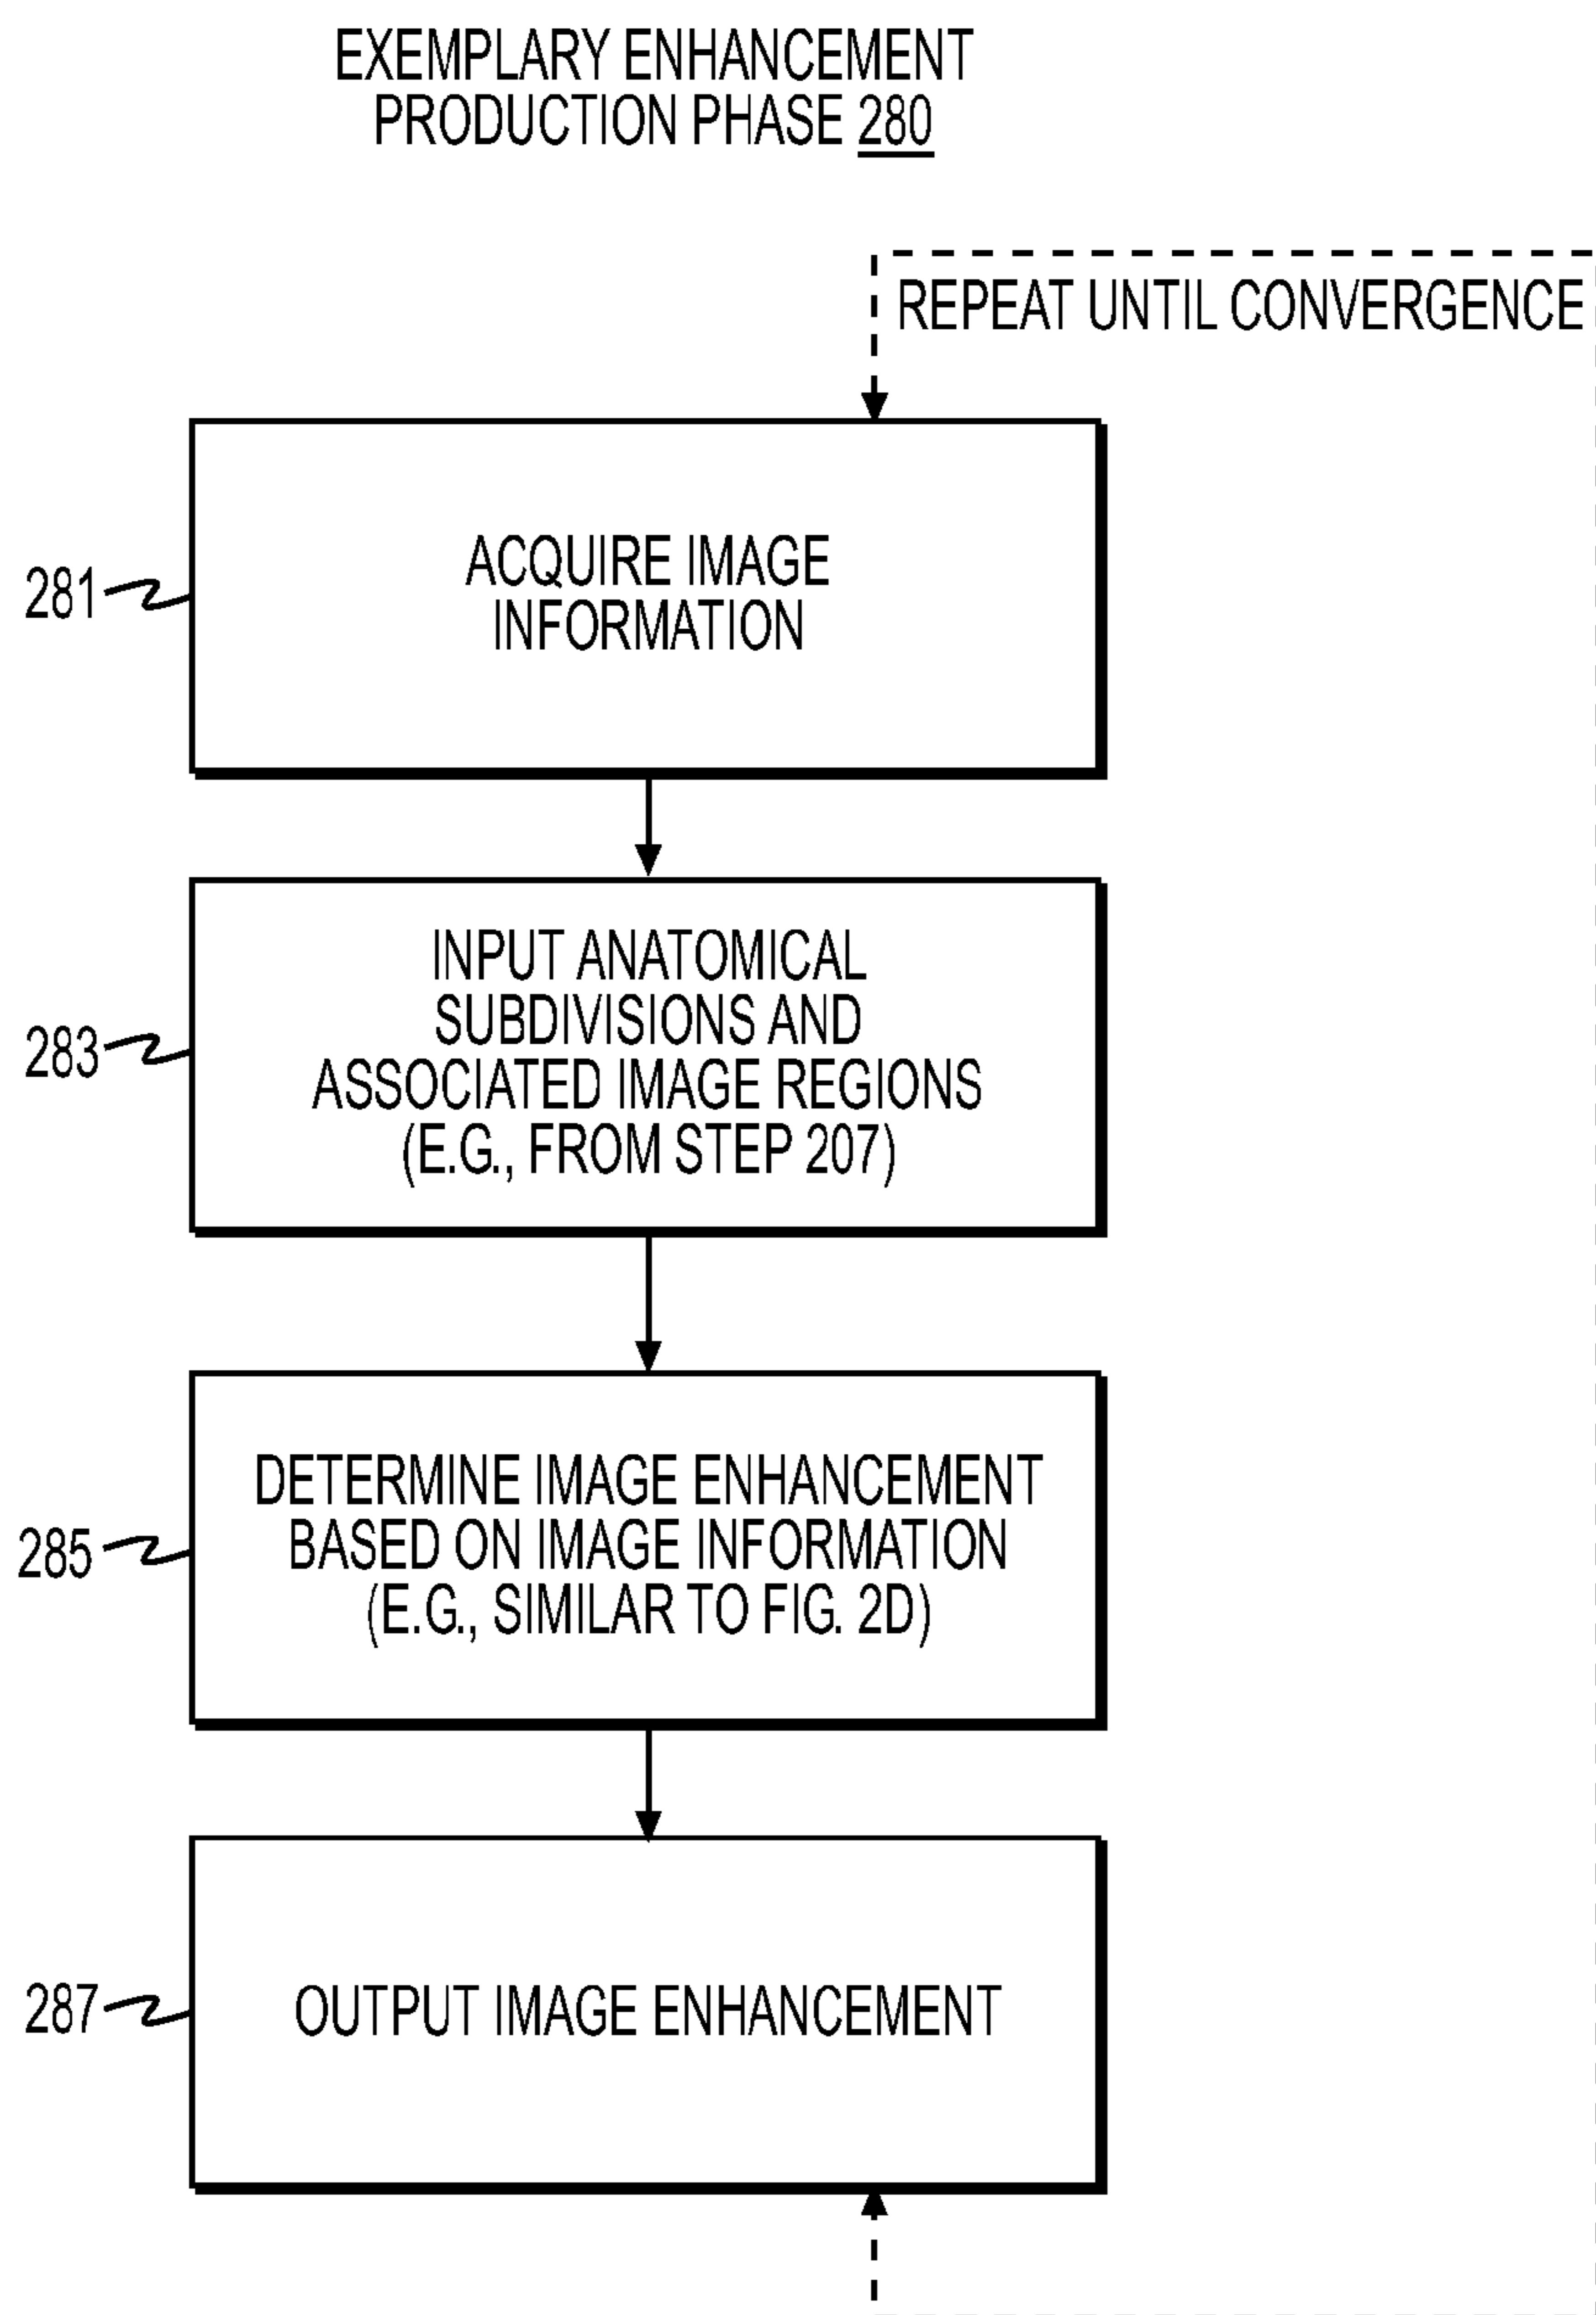 EXEMPLARY ENHANCEMENT
PRODUCTION PHASE 280
REPEAT UNTIL CONVERGENCE
281
ACQUIRE IMAGE
INFORMATION
283
INPUT ANATOMICAL
SUBDIVISIONS AND
ASSOCIATED IMAGE REGIONS
(E.G., FROM STEP 207)
285
DETERMINE IMAGE ENHANCEMENT
BASED ON IMAGE INFORMATION
(E.G., SIMILAR TO FIG. 2D)
287
OUTPUT IMAGE ENHANCEMENT